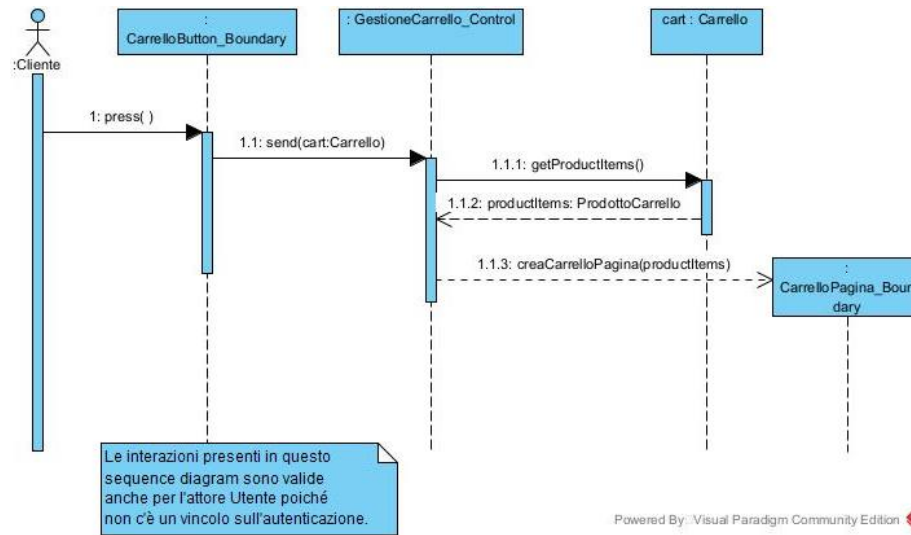 :
CarrelloButton_Boundary
: GestioneCarrello_Control
cart : Carrello
:Cliente
1: press( )
1.1: send(cart:Carrello)
1.1.1: getProductItems()
1.1.2: productItems: ProdottoCarrello
1.1.3: creaCarrelloPagina(productItems)
:
CarrelloPagina_Boun
dary
Le interazioni presenti in questo
sequence diagram sono valide
anche per l'attore Utente poiché
non c'è un vincolo sull'autenticazione.
Powered By Visual Paradigm Community Edition